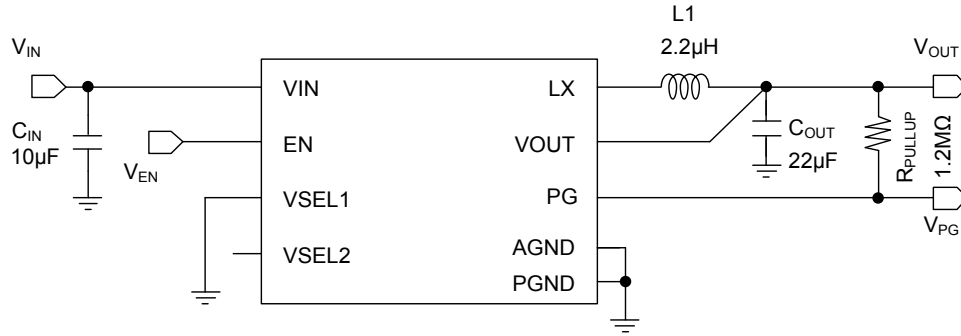 L1
2.2µH
VIN
VOUT
CIN
10µF
VEN
VIN
EN
VSEL1
VSEL2
LX
VOUT
PG
AGND
PGND
COUT
22µF
RPULLUP
1.2MΩ
VPG